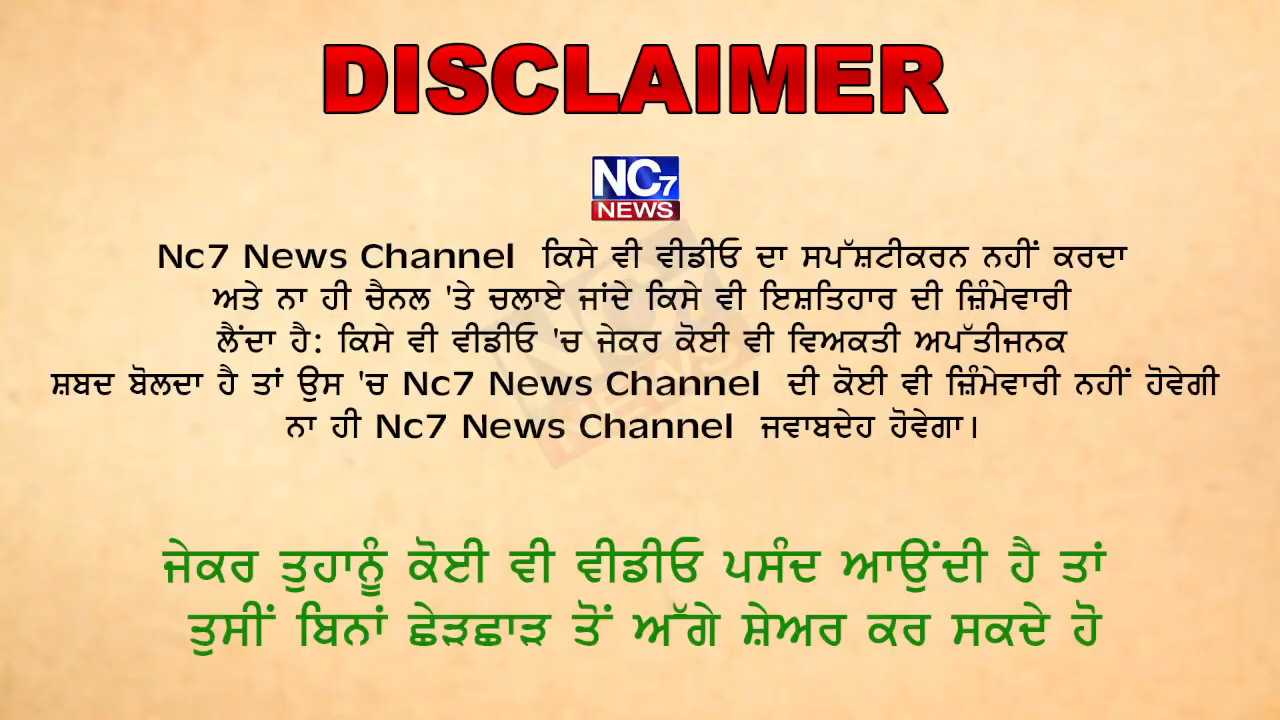 DISCLAIMER
NC7
NEWS
Nc7 News Channel ਕਿਸੇ ਵੀ ਵੀਡੀਓ ਦਾ ਸਪੱਸ਼ਟੀਕਰਨ ਨਹੀਂ ਕਰਦਾ
ਅਤੇ ਨਾ ਹੀ ਚੈਨਲ 'ਤੇ ਚਲਾਏ ਜਾਂਦੇ ਕਿਸੇ ਵੀ ਇਸ਼ਤਿਹਾਰ ਦੀ ਜ਼ਿੰਮੇਵਾਰੀ
ਲੈਂਦਾ ਹੈ: ਕਿਸੇ ਵੀ ਵੀਡੀਓ 'ਚ ਜੇਕਰ ਕੋਈ ਵੀ ਵਿਅਕਤੀ ਅਪੱਤੀਜਨਕ
ਸ਼ਬਦ ਬੋਲਦਾ ਹੈ ਤਾਂ ਉਸ 'ਚ Nc7 News Channel ਦੀ ਕੋਈ ਵੀ ਜ਼ਿੰਮੇਵਾਰੀ ਨਹੀਂ ਹੋਵੇਗੀ
ਨਾ ਹੀ Nc7 News Channel ਜਵਾਬਦੇਹ ਹੋਵੇਗਾ।
ਜੇਕਰ ਤੁਹਾਨੂੰ ਕੋਈ ਵੀ ਵੀਡੀਓ ਪਸੰਦ ਆਉਂਦੀ ਹੈ ਤਾਂ
ਤੁਸੀਂ ਬਿਨਾਂ ਛੇੜਛਾੜ ਤੋਂ ਅੱਗੇ ਸ਼ੇਅਰ ਕਰ ਸਕਦੇ ਹੋ